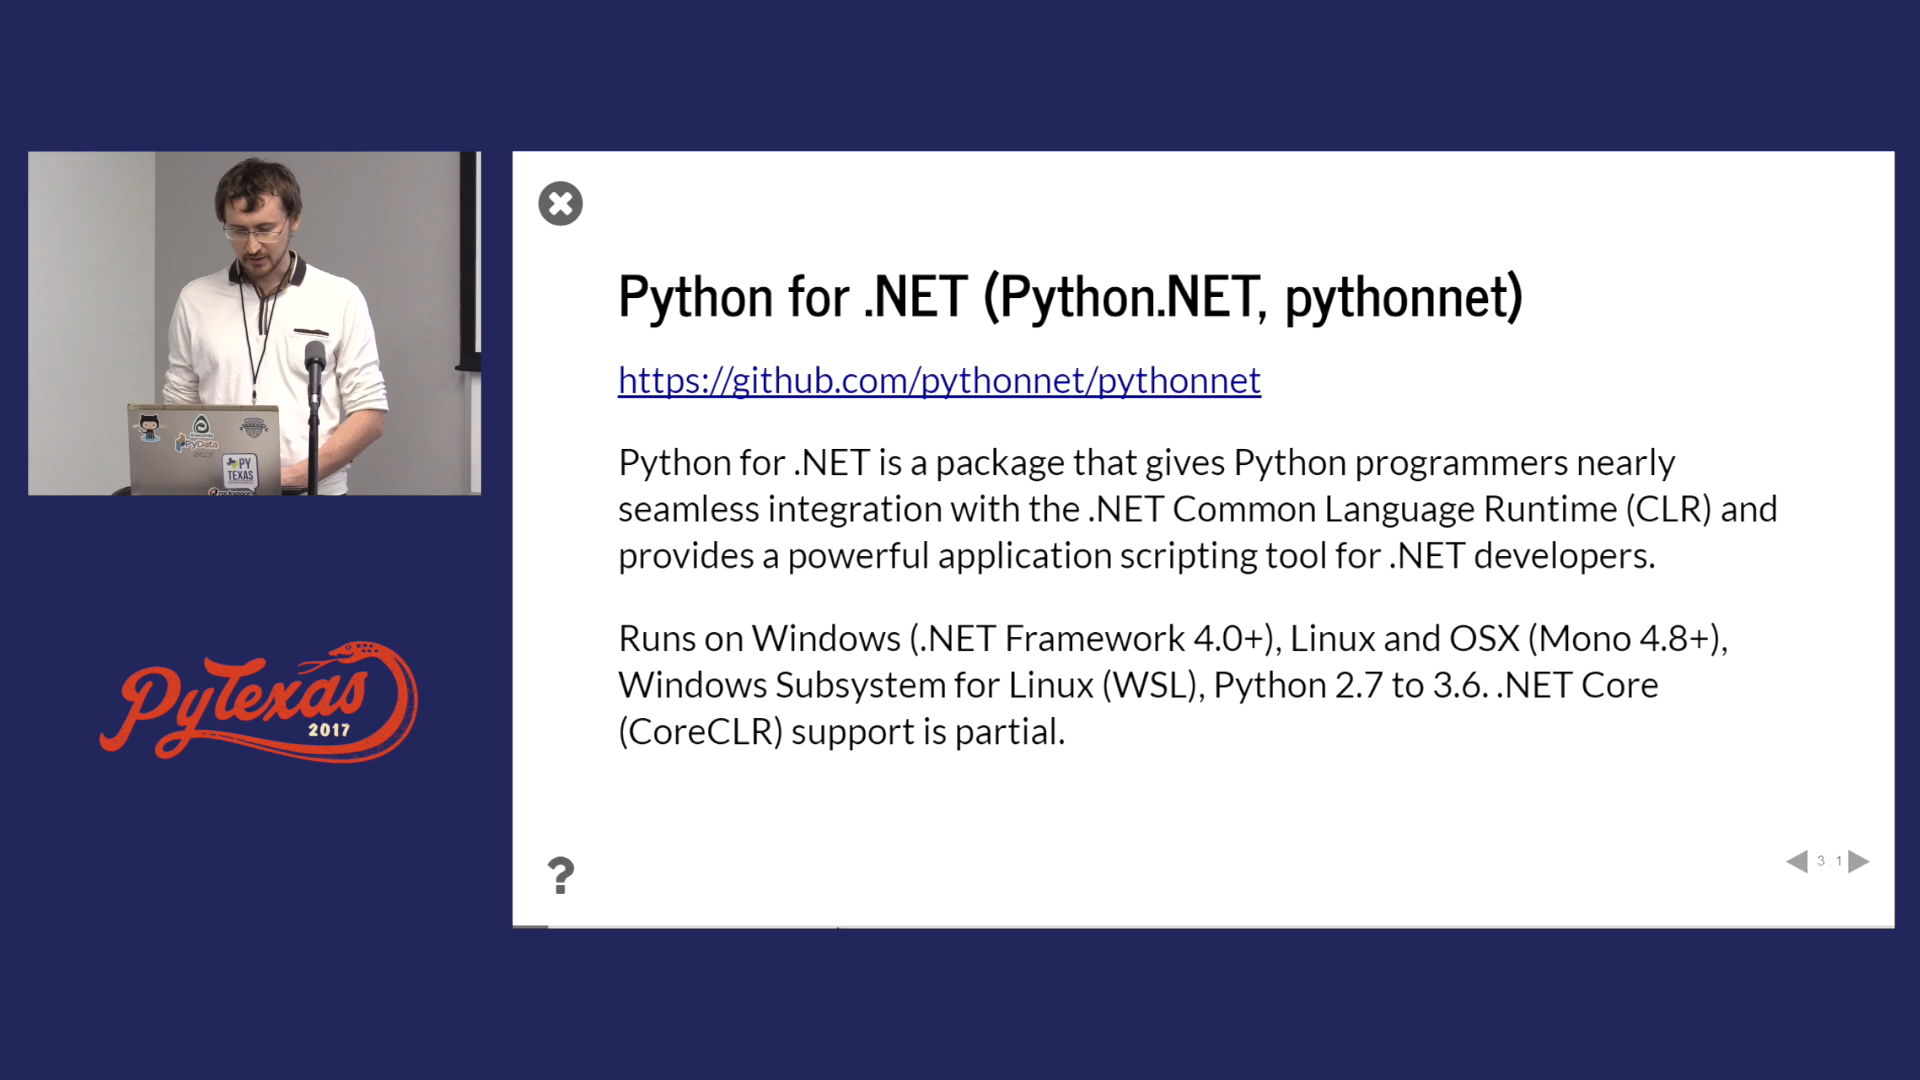 Python for .NET (Python.NET, pythonnet)
https://github.com/pythonnet/pythonnet
Python for .NET is a package that gives Python programmers nearly
seamless integration with the .NET Common Language Runtime (CLR) and
provides a powerful application scripting tool for .NET developers.
Runs on Windows (.NET Framework 4.0+), Linux and OSX (Mono 4.8+),
Windows Subsystem for Linux (WSL), Python 2.7 to 3.6. .NET Core
(CoreCLR) support is partial.
?
3.1
PyData
PY
TEXAS
PyTexas
2017